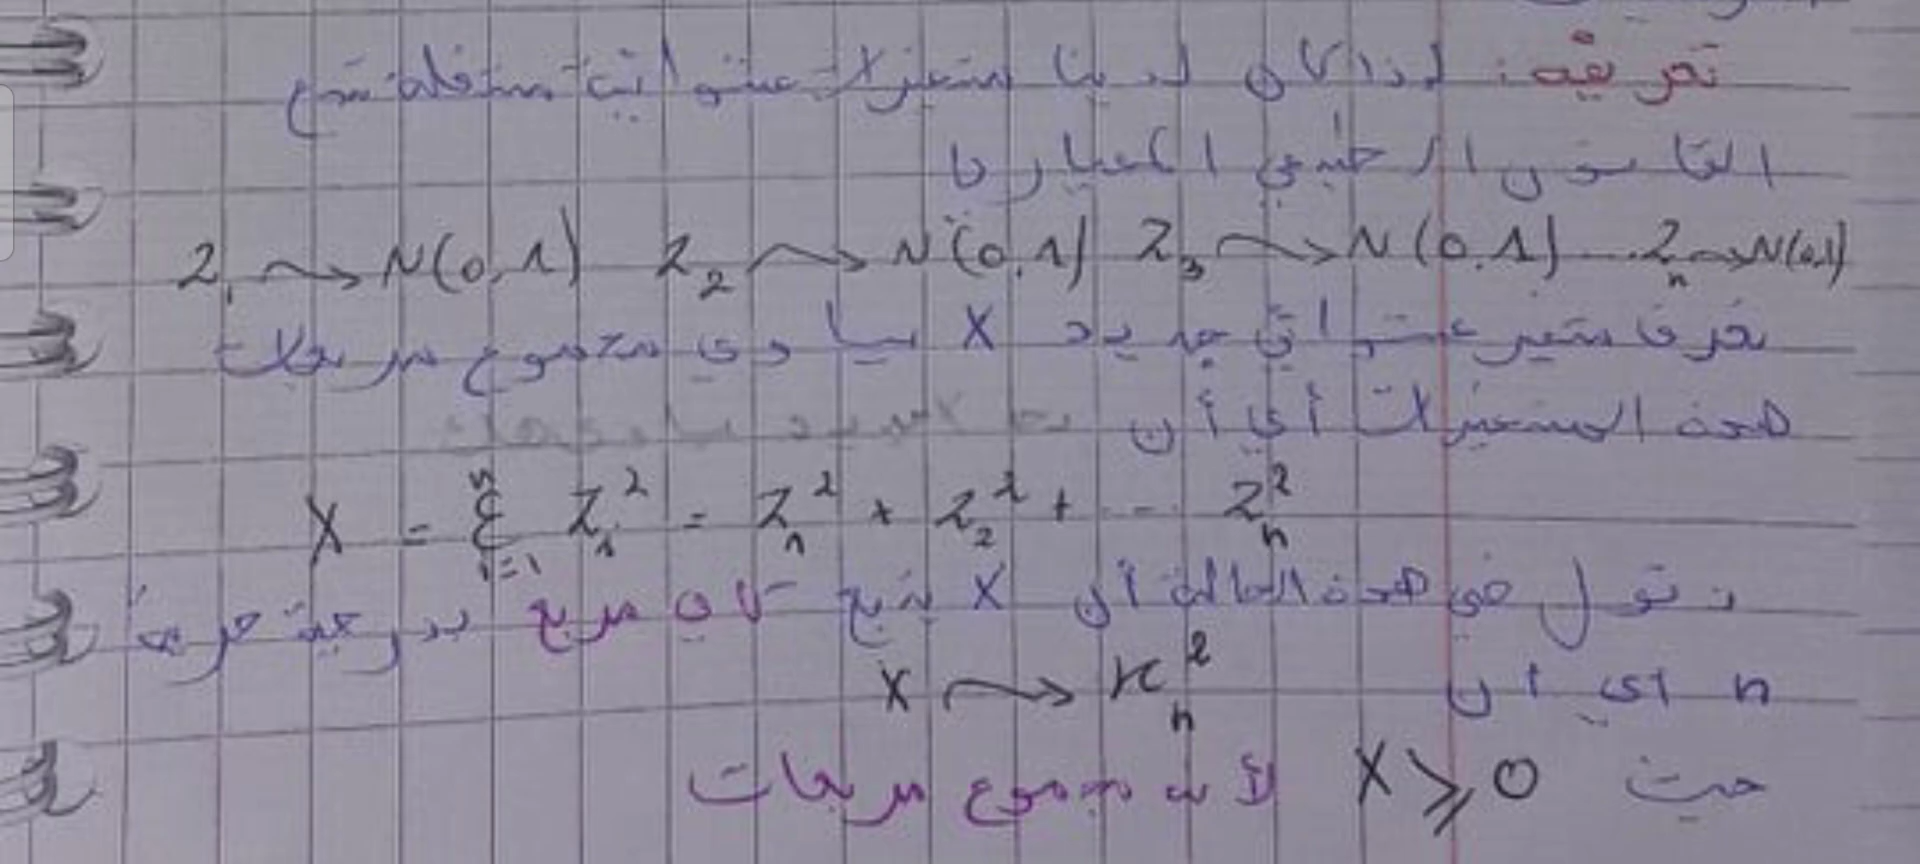 تعريف: إذا كان لدينا متغيرات عشوائية مستقلة تتبع
القانون الطبيعي المعياري
Z₁ ⤳ N(0,1) Z₂ ⤳ N(0,1) Z₃ ⤳ N(0,1) .... Zₙ ⤳ N(0,1)
نعرف متغير عشوائي جديد X يساوي مجموع مربعات
هذه المتغيرات أي أن
X = Σⁿᵢ₌₁ Zᵢ² = Z₁² + Z₂² + ... Zₙ²
نقول في هذه الحالة أن X يتبع كاي مربع بدرجة حرية
n أي أن X ⤳ χ²ₙ
حيث X ⩾ 0 لأنه مجموع مربعات